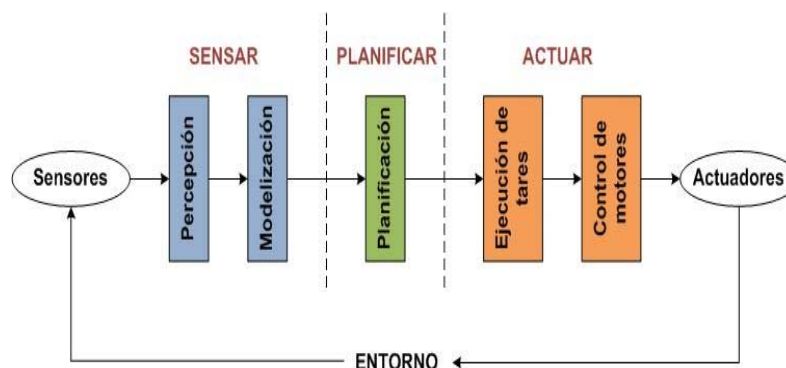 SENSAR
PLANIFICAR
ACTUAR
Sensores
Percepción
Modelización
Planificación
Ejecución de
tares
Control de
motores
Actuadores
ENTORNO